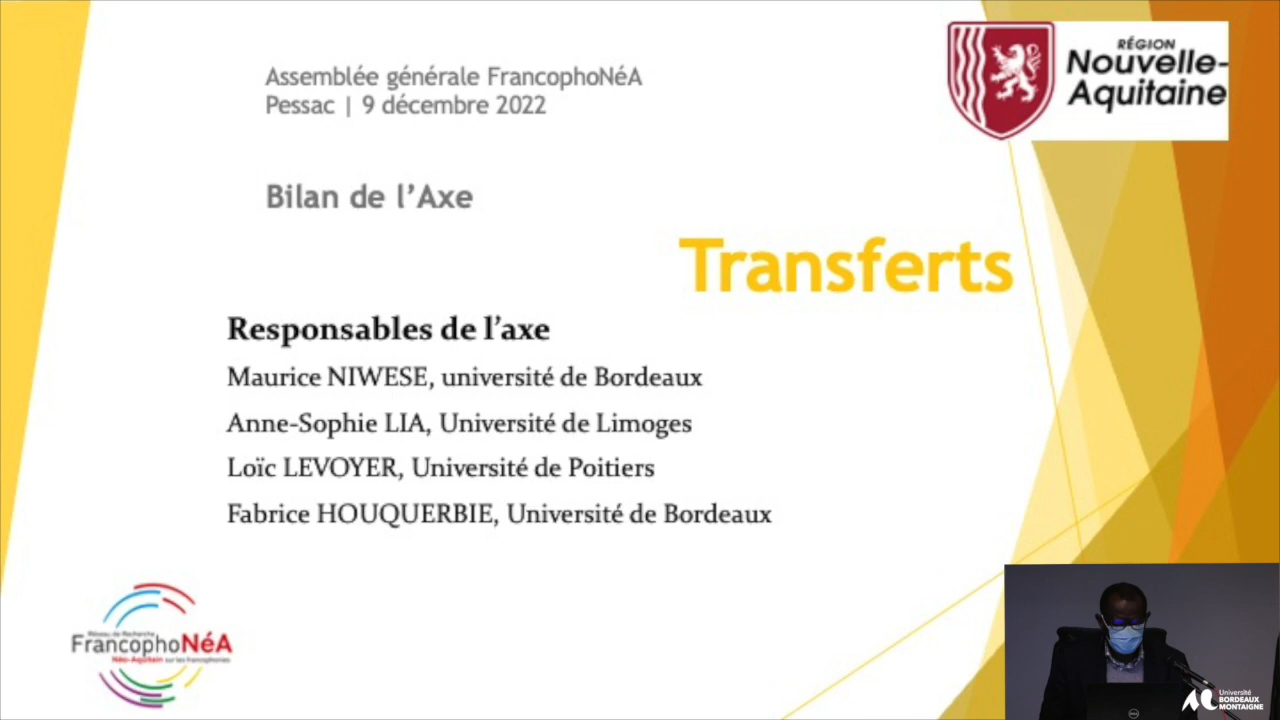 Assemblée générale FrancophoNéA
Pessac | 9 décembre 2022
RÉGION
Nouvelle-
Aquitaine
Bilan de l'Axe
Transferts
Responsables de l'axe
Maurice NIWESE, université de Bordeaux
Anne-Sophie LIA, Université de Limoges
Loïc LEVOYER, Université de Poitiers
Fabrice HOUQUERBIE, Université de Bordeaux
Réseau de Recherche
FrancophoNéA
Néo-Aquitain sur les francophonies
Université
BORDEAUX
MONTAIGNE
DELL